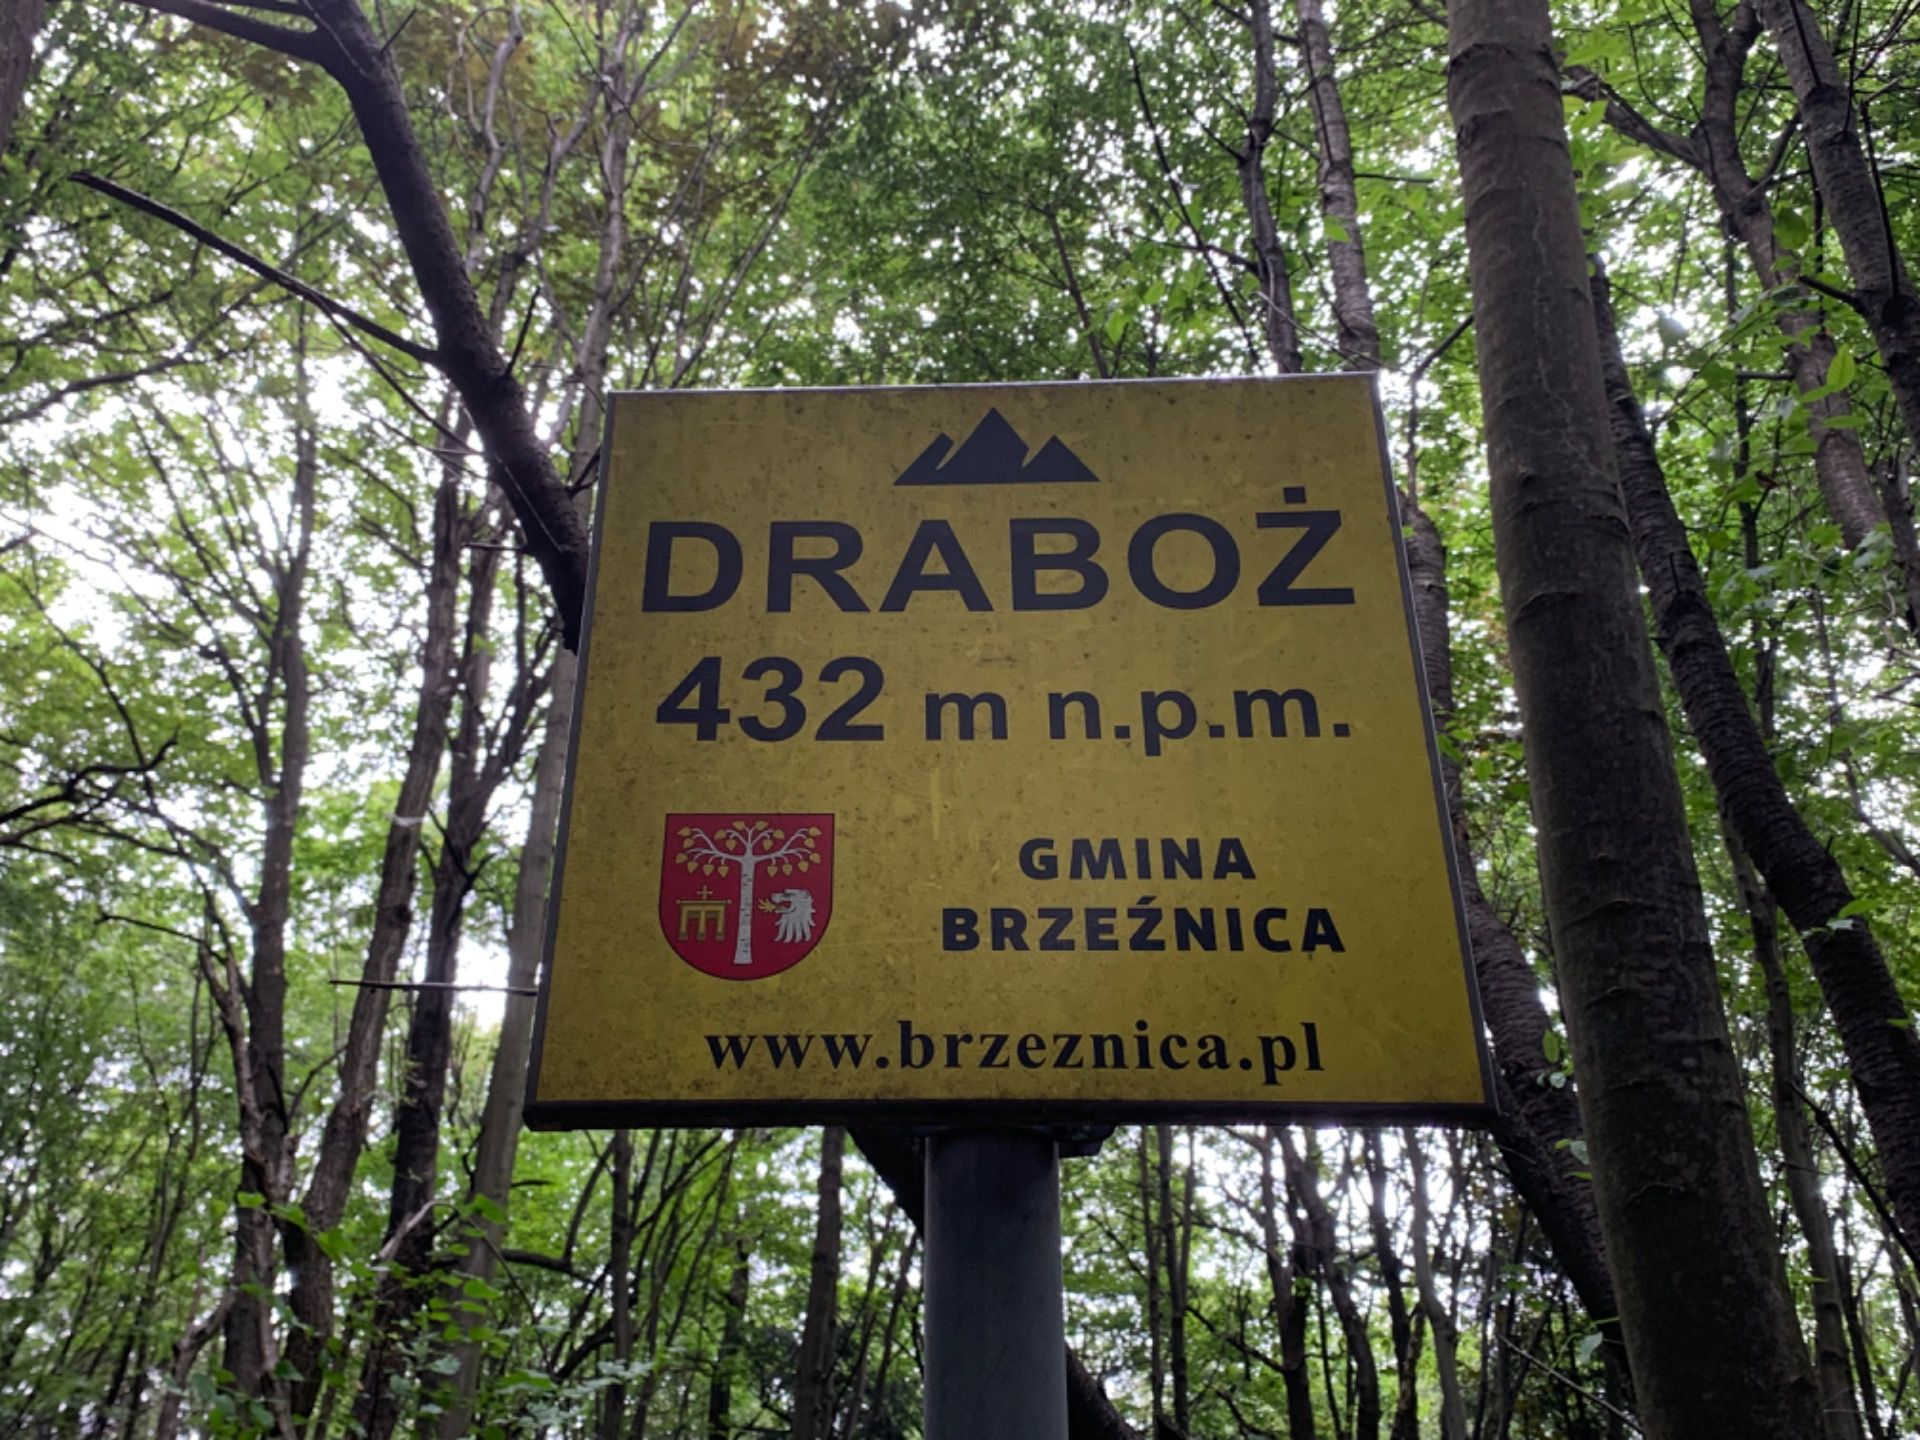 DRABOŻ
432 m n.p.m.
GMINA
BRZEŹNICA
www.brzeznica.pl